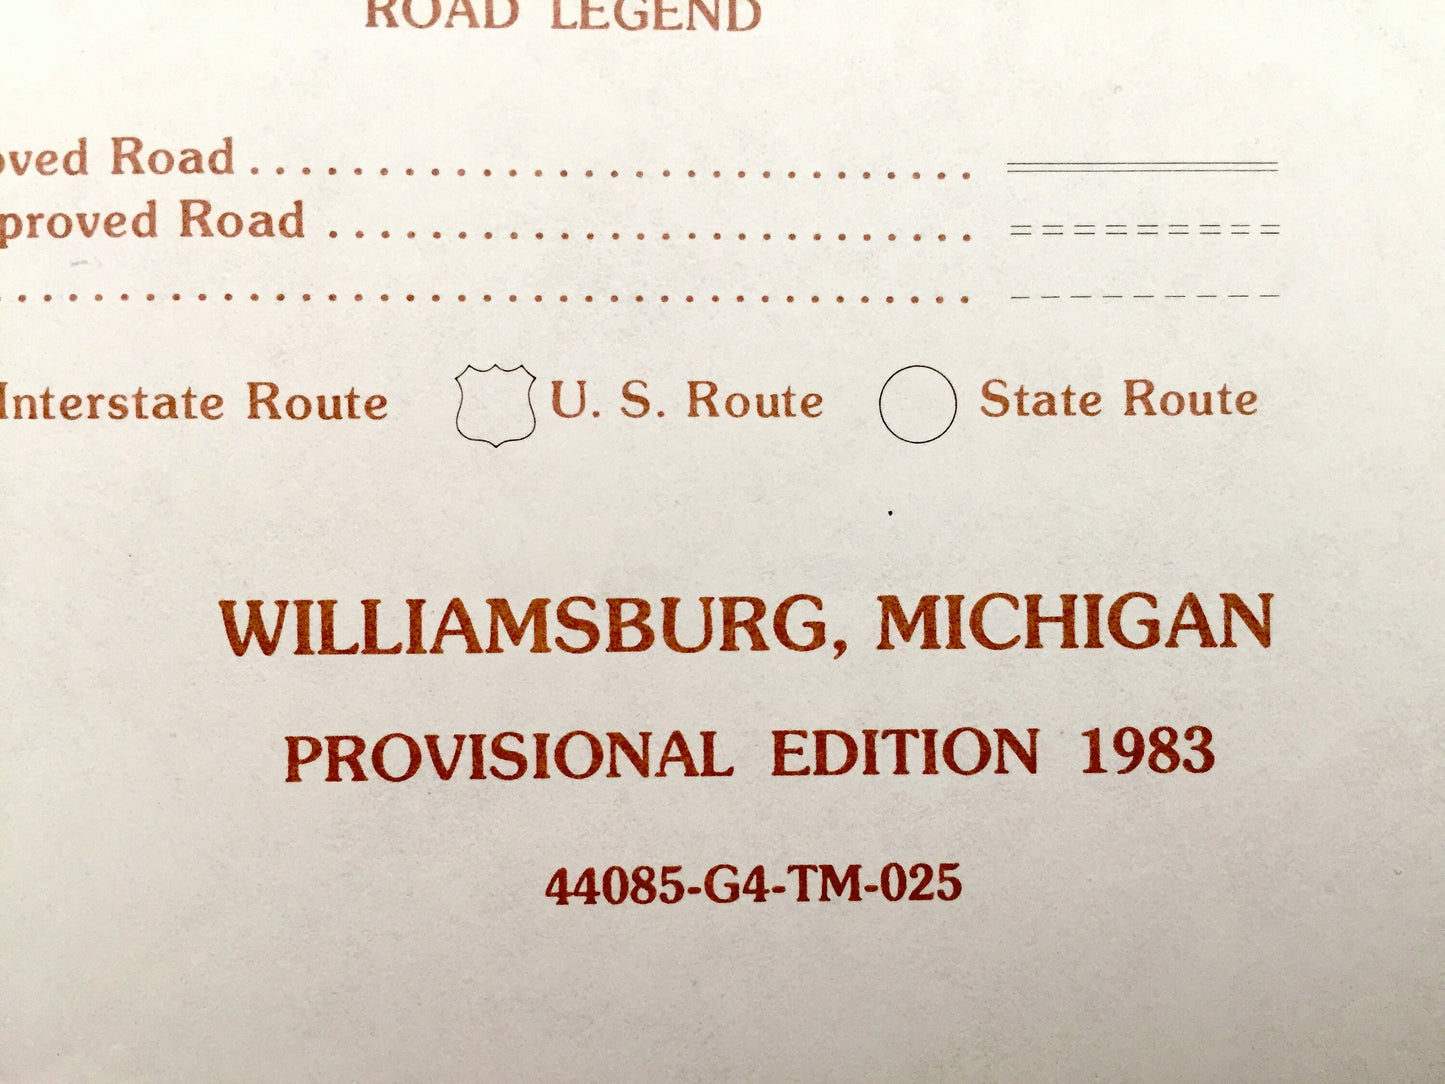 ROAD LEGEND
oved Road
proved Road
Interstate Route U. S. Route State Route
WILLIAMSBURG, MICHIGAN
PROVISIONAL EDITION 1983
44085-G4-TM-025